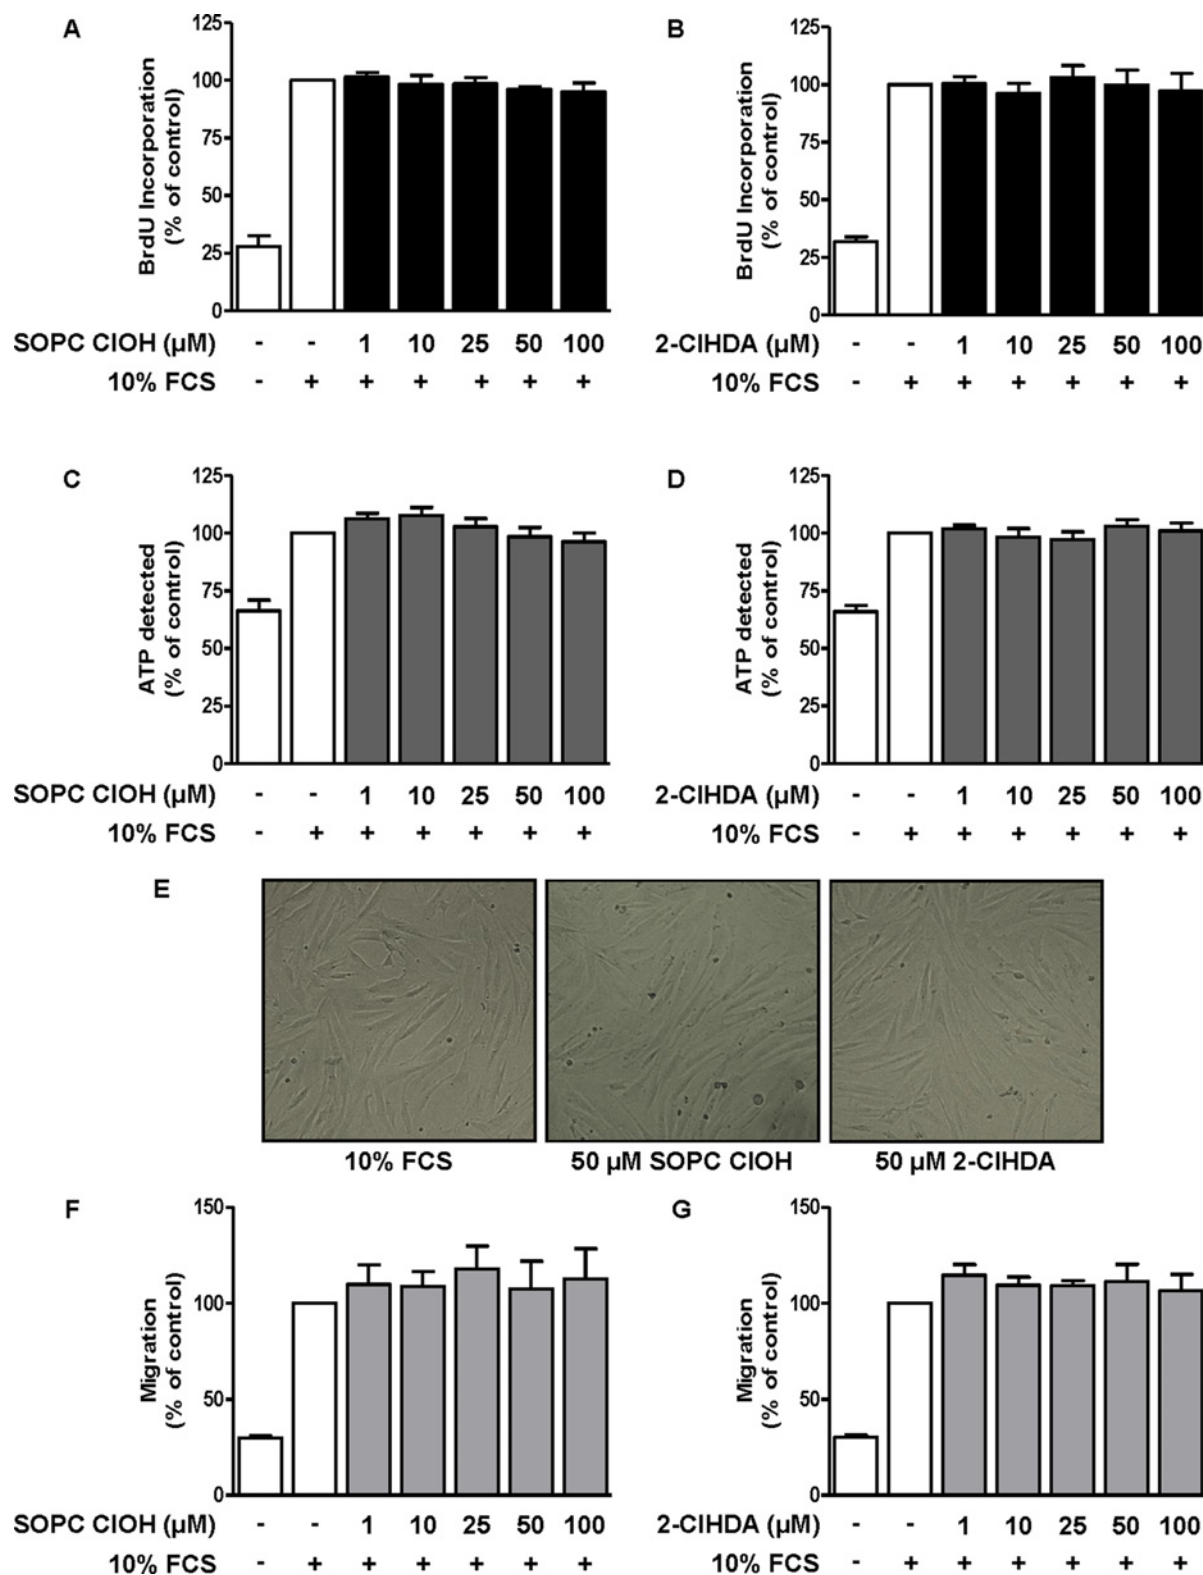 A
BrdU Incorporation
(% of control)
125
100
75
50
25
0
SOPC ClOH (µM) - - 1 10 25 50 100
10% FCS - + + + + + +
B
BrdU Incorporation
(% of control)
125
100
75
50
25
0
2-ClHDA (µM) - - 1 10 25 50 100
10% FCS - + + + + + +
C
ATP detected
(% of control)
125
100
75
50
25
0
SOPC ClOH (µM) - - 1 10 25 50 100
10% FCS - + + + + + +
D
ATP detected
(% of control)
125
100
75
50
25
0
2-ClHDA (µM) - - 1 10 25 50 100
10% FCS - + + + + + +
E
10% FCS
50 µM SOPC ClOH
50 µM 2-ClHDA
F
Migration
(% of control)
150
100
50
0
SOPC ClOH (µM) - - 1 10 25 50 100
10% FCS - + + + + + +
G
Migration
(% of control)
150
100
50
0
2-ClHDA (µM) - - 1 10 25 50 100
10% FCS - + + + + + +